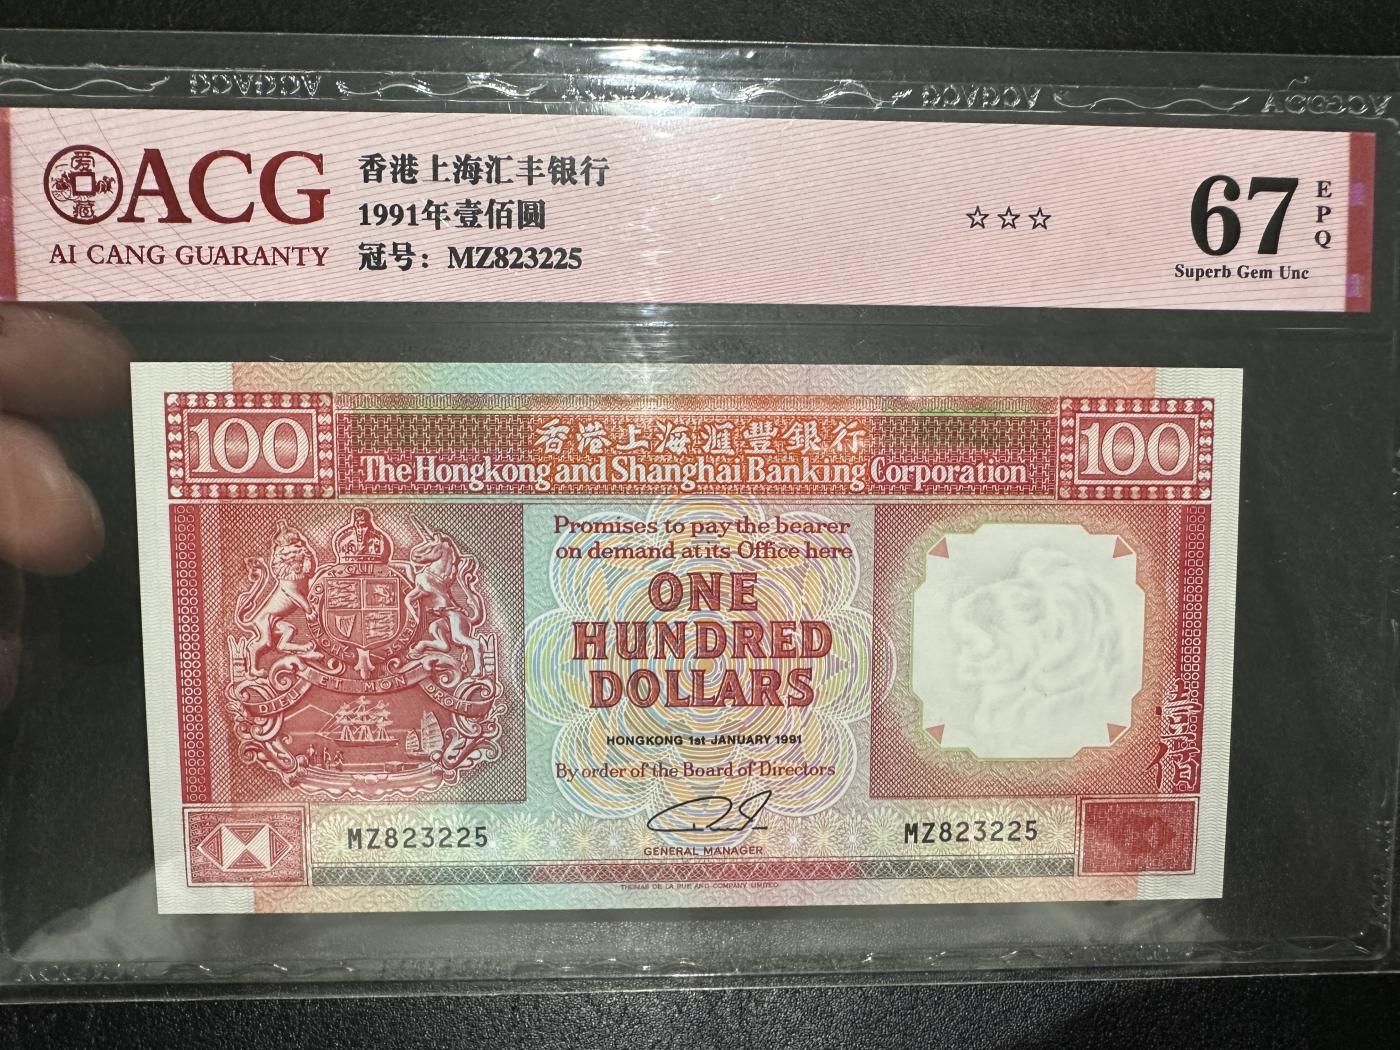 ACG
AI CANG GUARANTY
香港上海汇丰银行
1991年壹佰圆
冠号：MZ823225
☆☆☆
67
EPQ
Superb Gem Unc
100
香港上海滙豐銀行
100
The Hongkong and Shanghai Banking Corporation
Promises to pay the bearer
on demand at its Office here
ONE
HUNDRED
DOLLARS
HONGKONG 1st JANUARY 1991
By order of the Board of Directors
DIEU ET MON DROIT
MZ823225
MZ823225
GENERAL MANAGER
THOMAS DE LA RUE AND COMPANY LIMITED